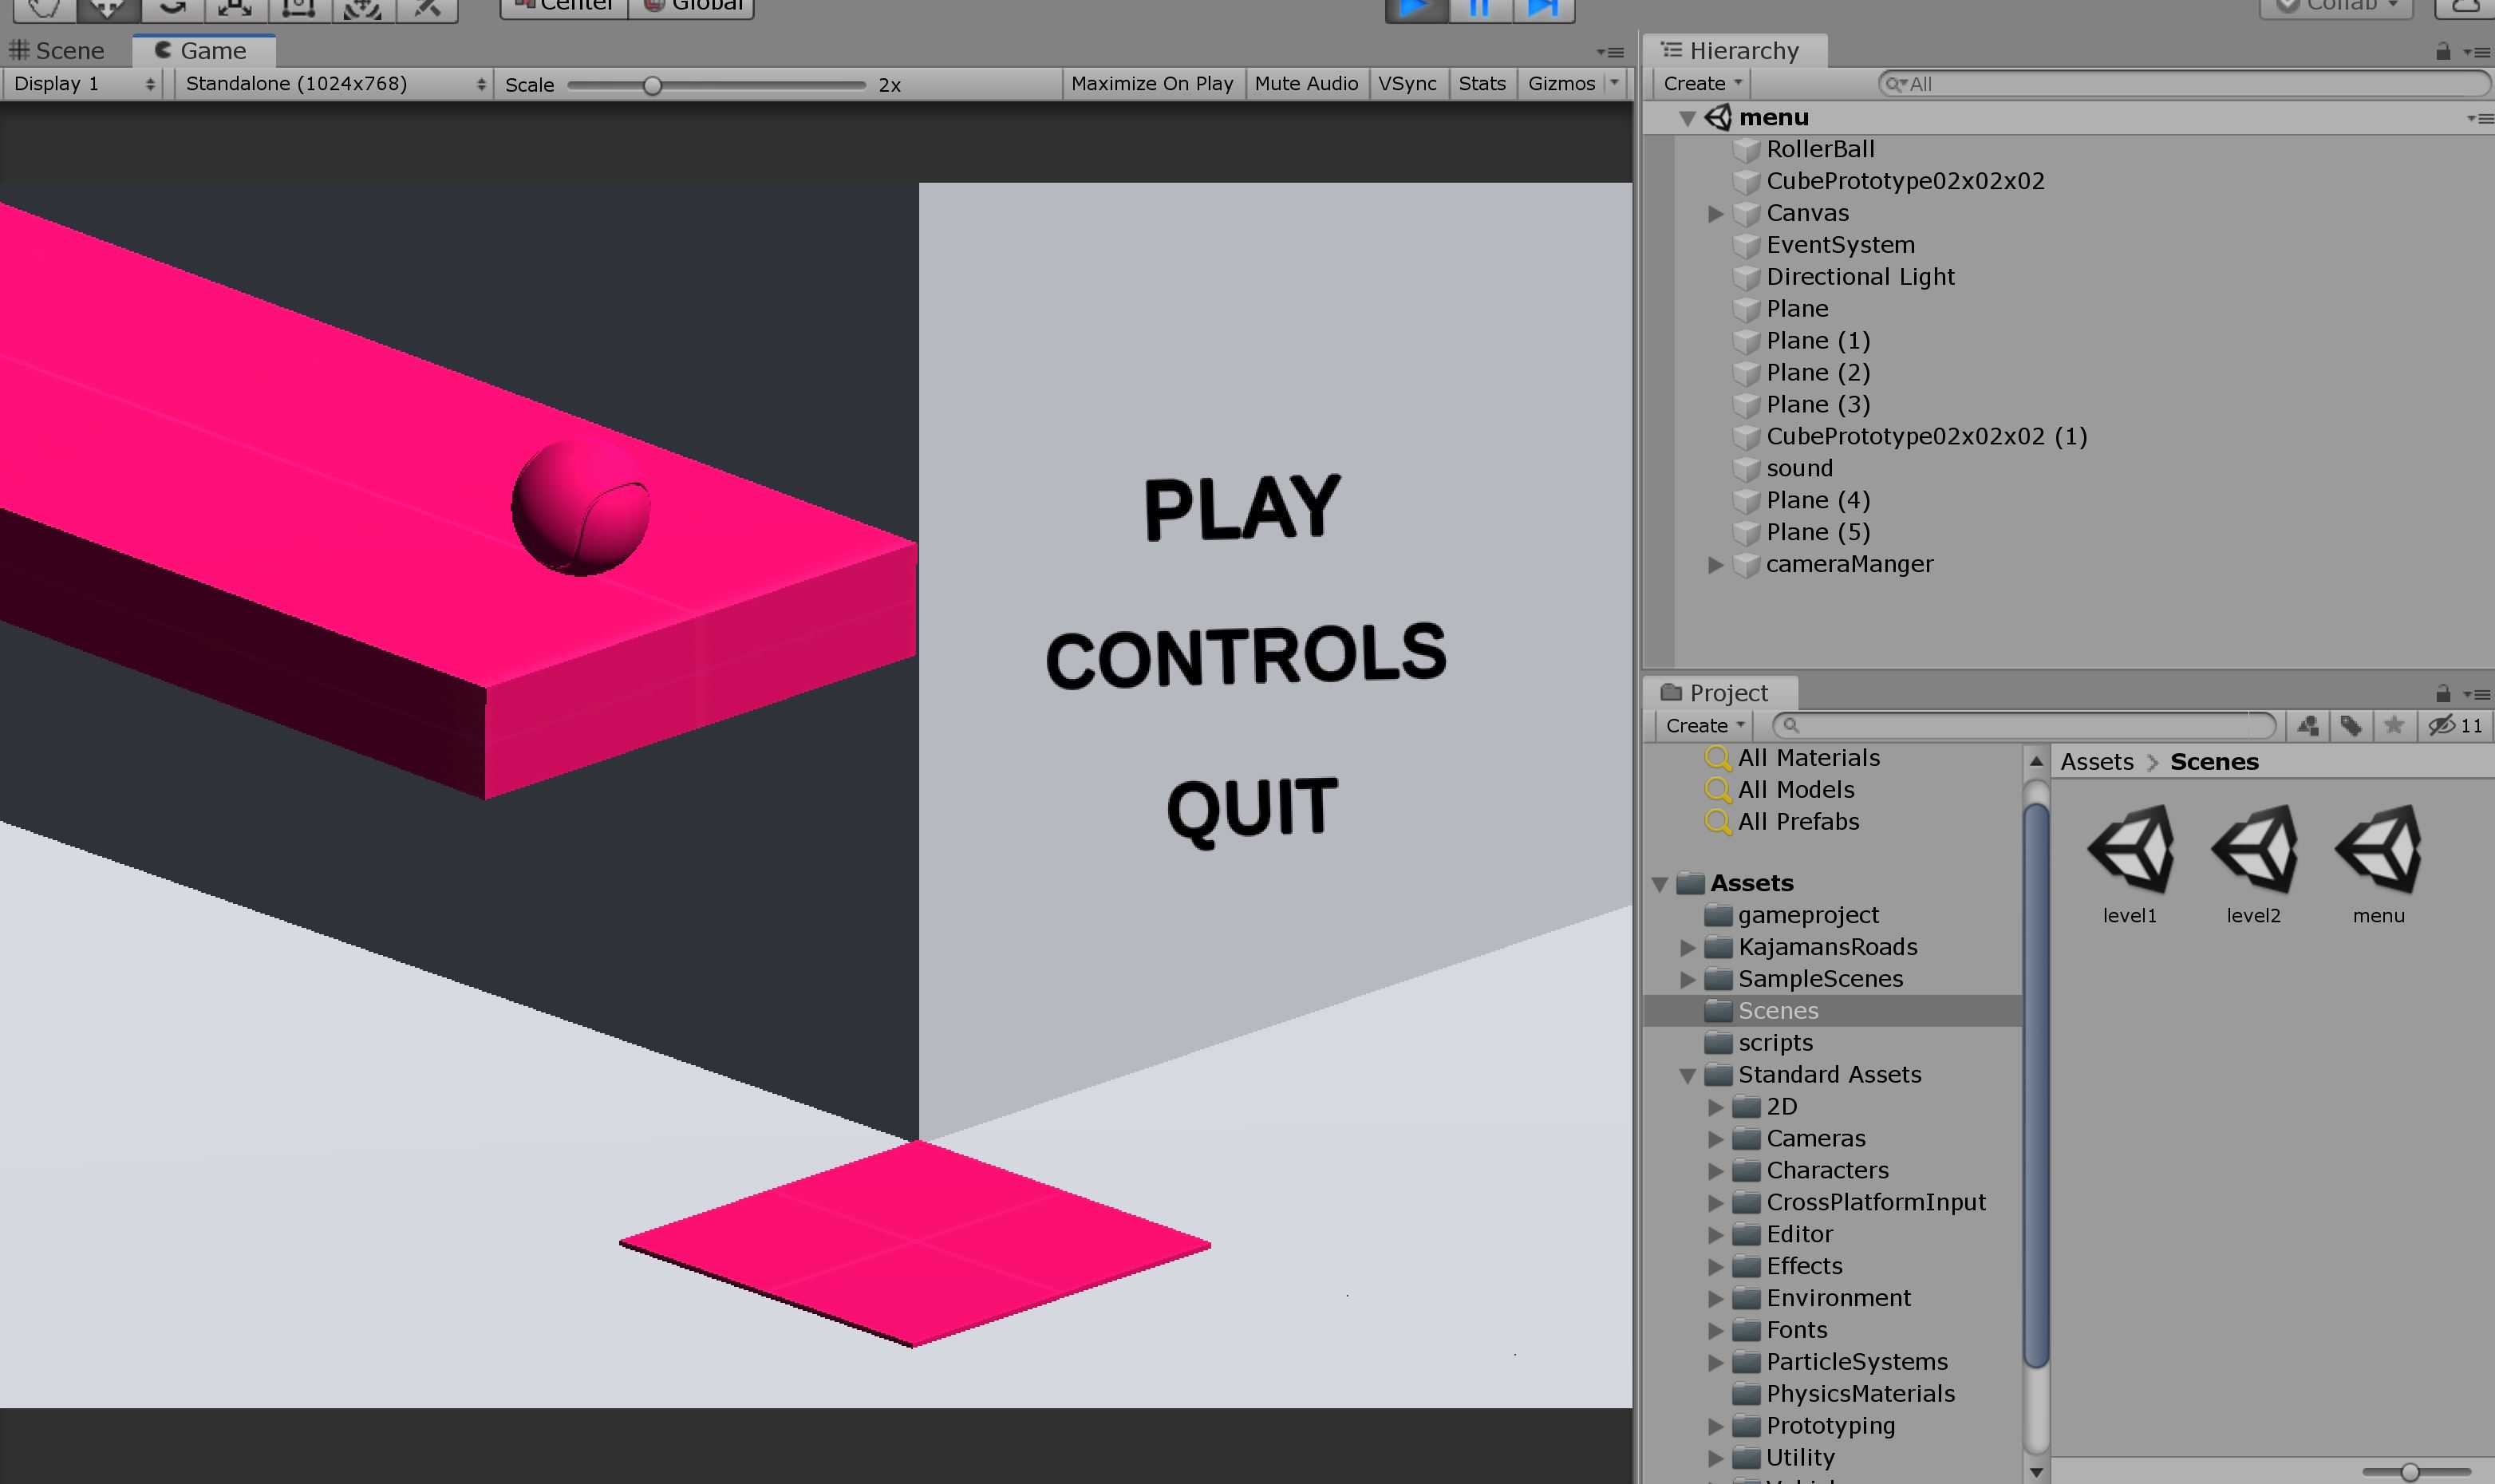 Center Global Collab
Scene Game
Display 1 Standalone (1024x768) Scale 2x Maximize On Play Mute Audio VSync Stats Gizmos
PLAY
CONTROLS
QUIT
Hierarchy
Create All
menu
RollerBall
CubePrototype02x02x02
Canvas
EventSystem
Directional Light
Plane
Plane (1)
Plane (2)
Plane (3)
CubePrototype02x02x02 (1)
sound
Plane (4)
Plane (5)
cameraManger
Project
Create 11
All Materials
All Models
All Prefabs
Assets
gameproject
KajamansRoads
SampleScenes
Scenes
scripts
Standard Assets
2D
Cameras
Characters
CrossPlatformInput
Editor
Effects
Environment
Fonts
ParticleSystems
PhysicsMaterials
Prototyping
Utility
Assets > Scenes
level1 level2 menu